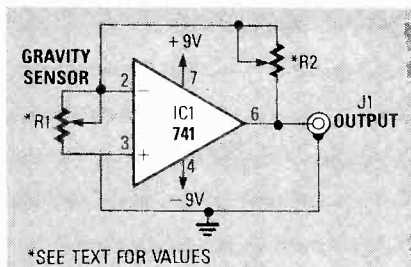 GRAVITY
SENSOR
+9V
*R2
2
7
*R1
IC1
741
6
J1
OUTPUT
3
4
-9V
*SEE TEXT FOR VALUES